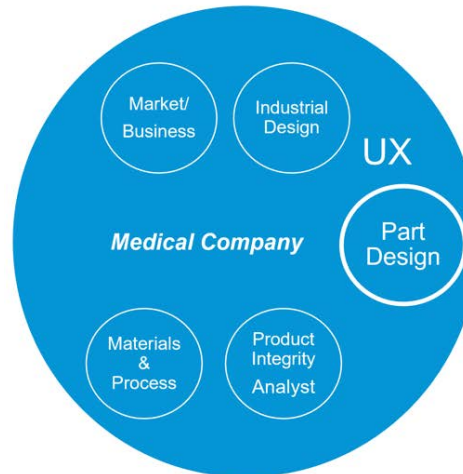 Market/
Business
Industrial
Design
UX
Part
Design
Medical Company
Materials
&
Process
Product
Integrity
Analyst